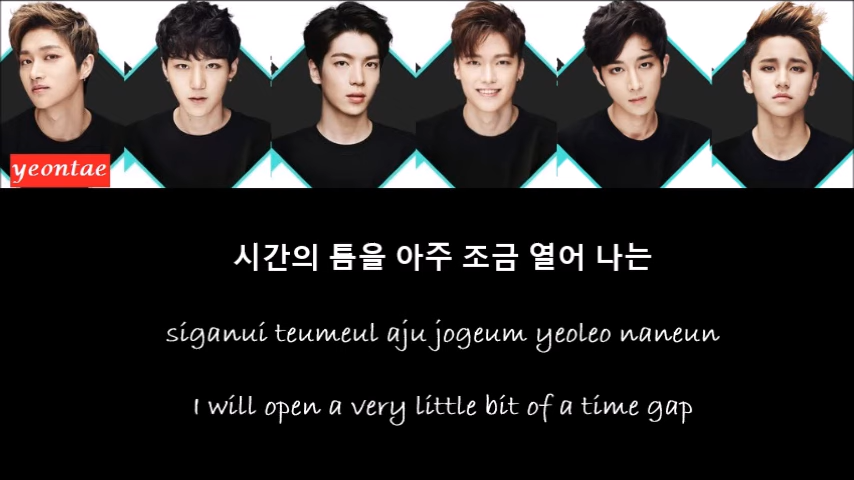 yeontae
시간의 틈을 아주 조금 열어 나는
siganui teumeul aju jogeum yeoleo naneun
I will open a very little bit of a time gap